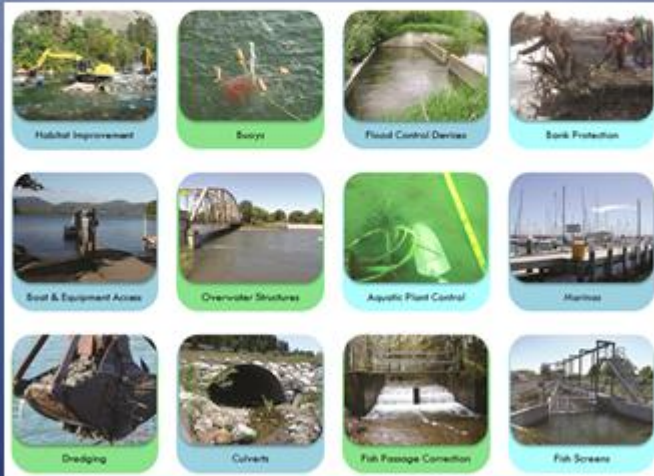 Habitat Improvement
Buoys
Flood Control Devices
Bank Protection
Boat & Equipment Access
Overwater Structures
Aquatic Plant Control
Marinas
Dredging
Culverts
Fish Passage Correction
Fish Screens